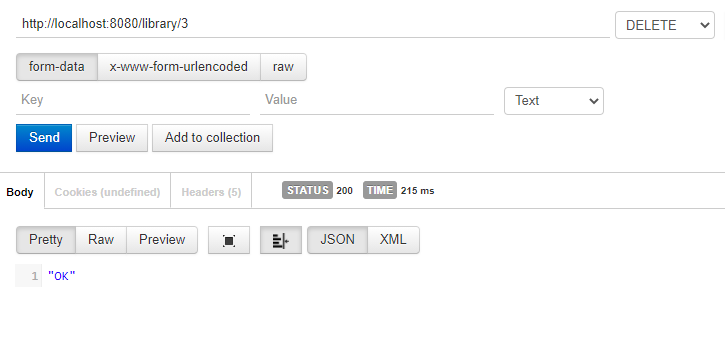 http://localhost:8080/library/3 DELETE
form-data x-www-form-urlencoded raw
Key Value Text
Send Preview Add to collection
Body Cookies (undefined) Headers (5) STATUS 200 TIME 215 ms
Pretty Raw Preview JSON XML
1 "OK"